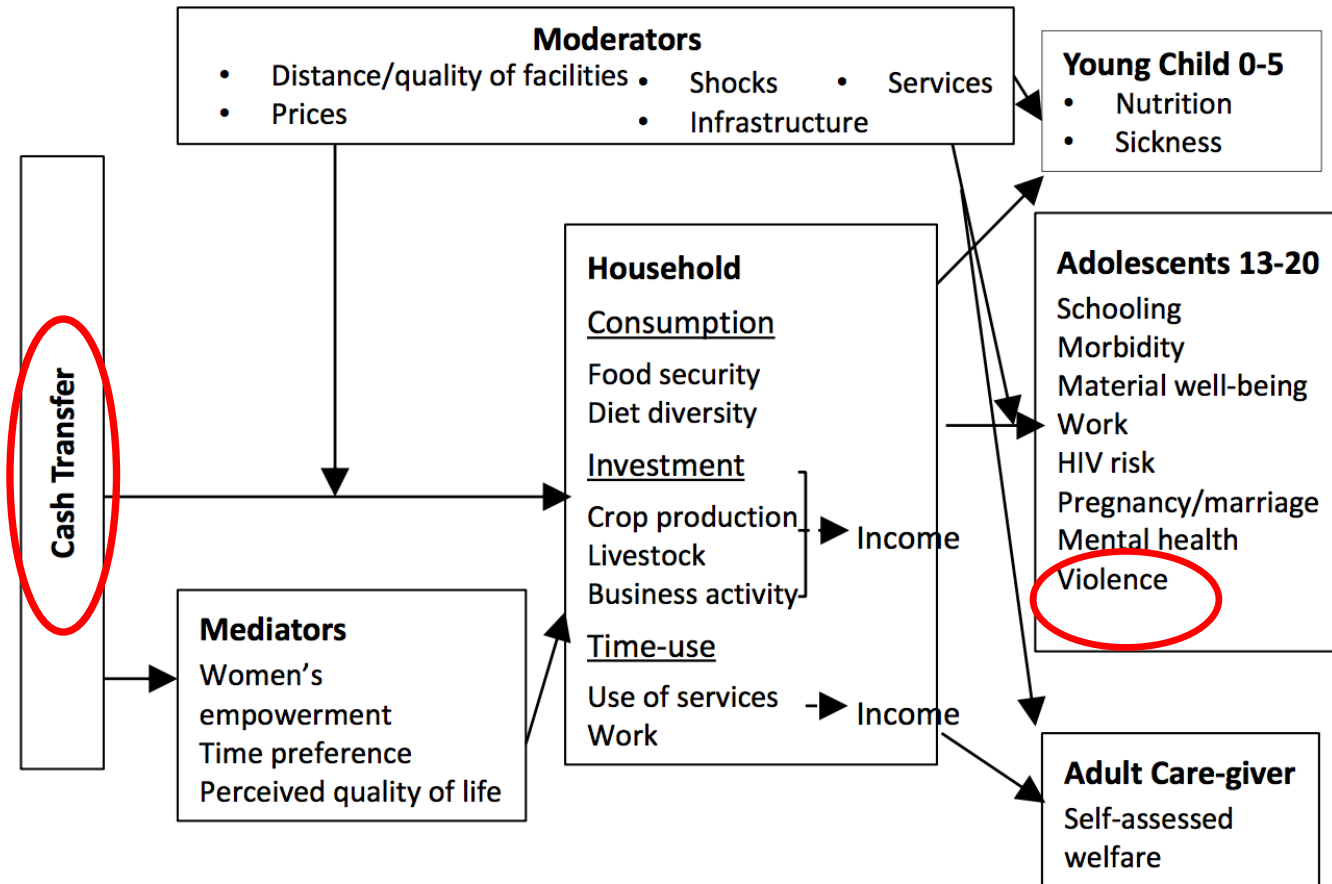 Moderators
• Distance/quality of facilities
• Prices
• Shocks • Services
• Infrastructure
Young Child 0-5
• Nutrition
• Sickness
Cash Transfer
Household
Consumption
Food security
Diet diversity
Investment
Crop production
Livestock
Business activity
Income
Time-use
Use of services
Work
Income
Mediators
Women’s
empowerment
Time preference
Perceived quality of life
Adolescents 13-20
Schooling
Morbidity
Material well-being
Work
HIV risk
Pregnancy/marriage
Mental health
Violence
Adult Care-giver
Self-assessed
welfare